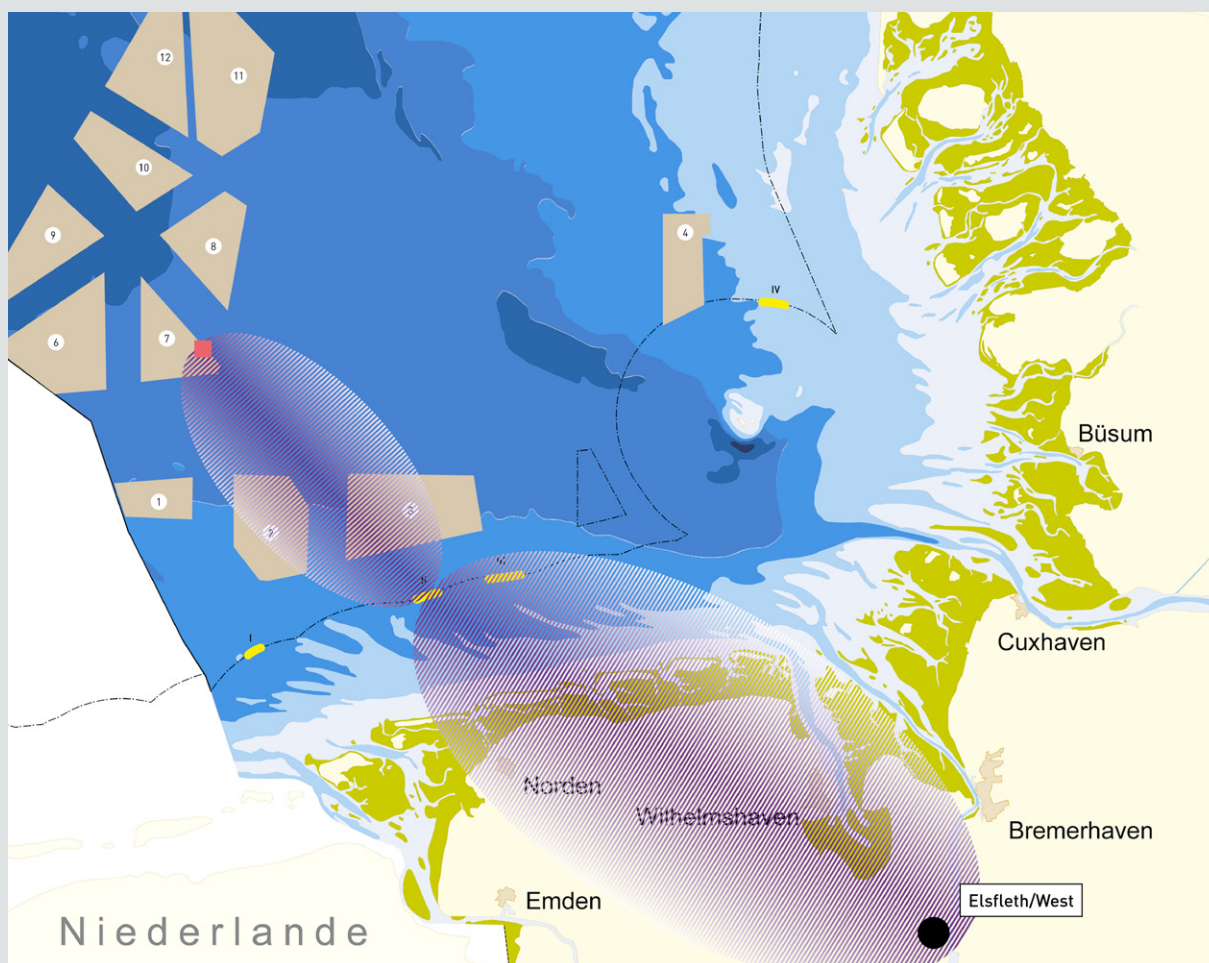 12
11
10
9
8
4
IV
6
7
Büsum
1
2
3
I
Cuxhaven
Norden
Wilhelmshaven
Bremerhaven
Emden
Elsfleth/West
Niederlande